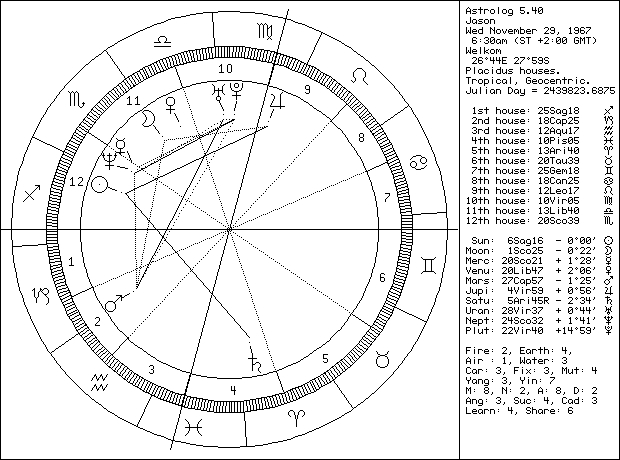 Astrolog 5.40
Jason
Wed November 29, 1967
6:30am (ST +2:00 GMT)
Welkom
26°44E 27°59S
Placidus houses.
Tropical, Geocentric.
Julian Day = 2439823.6875
1st house: 25Sag18 ♐
2nd house: 18Cap25 ♑
3rd house: 12Aqu17 ♒
4th house: 10Pis05 ♓
5th house: 13Ari40 ♈
6th house: 20Tau39 ♉
7th house: 25Gem18 ♊
8th house: 18Can25 ♋
9th house: 12Leo17 ♌
10th house: 10Vir05 ♍
11th house: 13Lib40 ♎
12th house: 20Sco39 ♏
Sun: 6Sag16 - 0°00' ☉
Moon: 1Sco25 - 0°22' ☽
Merc: 20Sco21 + 1°28' ☿
Venu: 20Lib47 + 2°06' ♀
Mars: 27Cap57 - 1°25' ♂
Jupi: 4Vir59 + 0°56' ♃
Satu: 5Ari45R - 2°34' ♄
Uran: 28Vir37 + 0°44' ♅
Nept: 24Sco32 + 1°41' ♆
Plut: 22Vir40 +14°59' ♇
Fire: 2, Earth: 4,
Air : 1, Water: 3
Car: 3, Fix: 3, Mut: 4
Yang: 3, Yin: 7
M: 8, N: 2, A: 8, D: 2
Ang: 3, Suc: 4, Cad: 3
Learn: 4, Share: 6
10
11
9
12
8
7
1
6
2
5
3
4